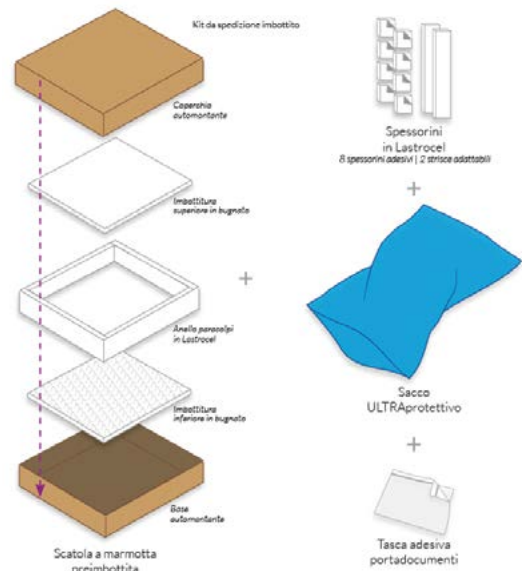 Kit da spedizione imbottito
Coperchio
automontante
Imbottitura
superiore in bugnato
Anello paracolpi
in Lastrocel
Imbottitura
inferiore in bugnato
Base
automontante
Scatola a marmotta
preimbottita
+
Spessorini
in Lastrocel
8 spessorini adesivi | 2 strisce adattabili
+
Sacco
ULTRAprotettivo
+
Tasca adesiva
portadocumenti